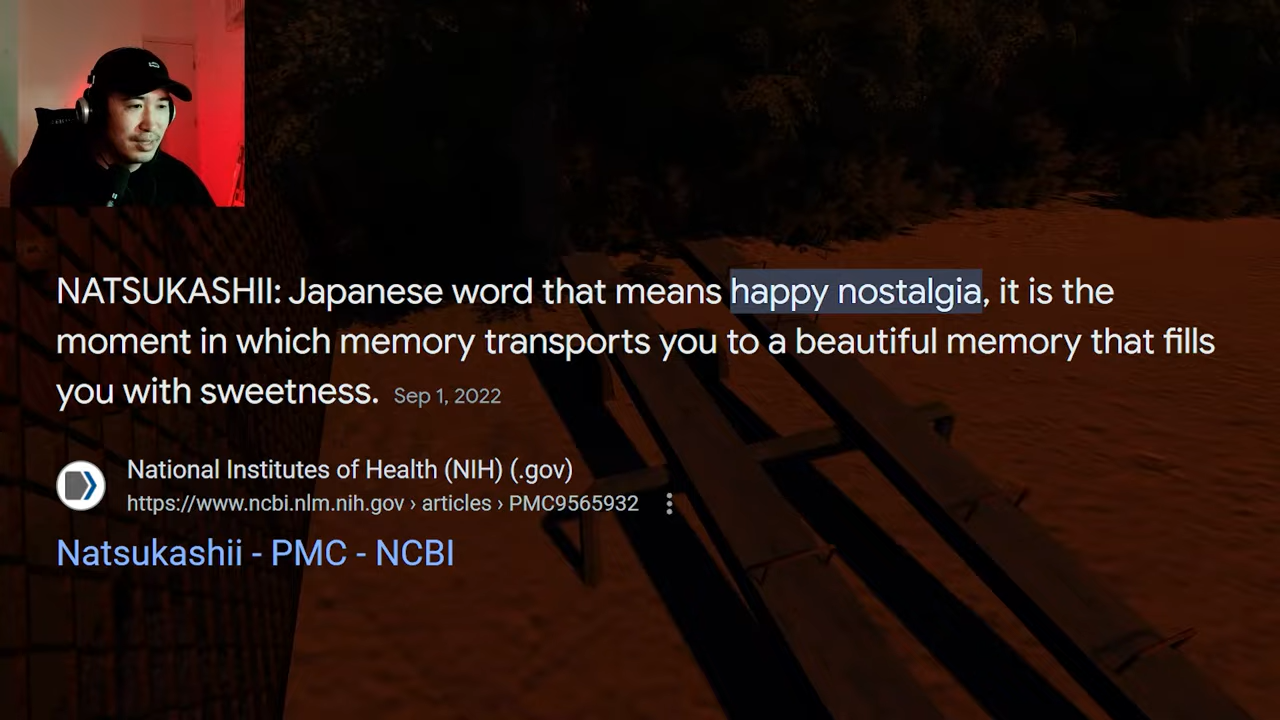 NATSUKASHII: Japanese word that means happy nostalgia, it is the
moment in which memory transports you to a beautiful memory that fills
you with sweetness. Sep 1, 2022
National Institutes of Health (NIH) (.gov)
https://www.ncbi.nlm.nih.gov › articles › PMC9565932
Natsukashii - PMC - NCBI